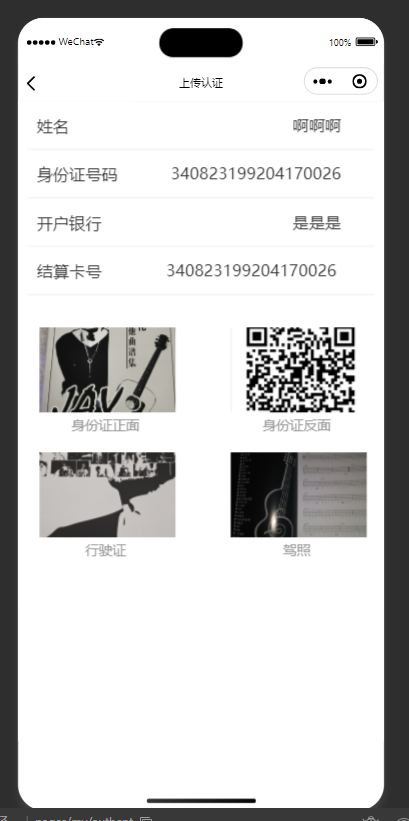 WeChat
100%
上传认证
姓名 啊啊啊
身份证号码 340823199204170026
开户银行 是是是
结算卡号 340823199204170026
身份证正面 身份证反面
行驶证 驾照